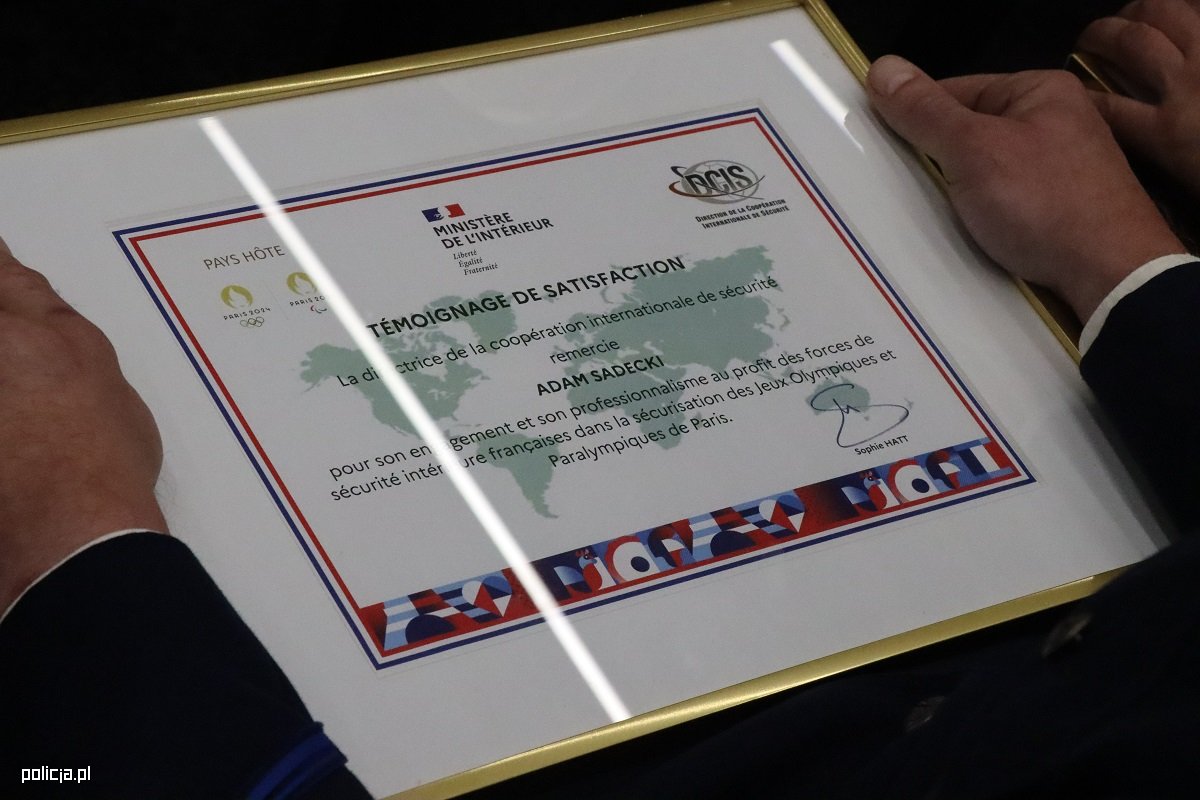 PAYS HÔTE
PARIS 2024
PARIS 20
MINISTÈRE
DE L'INTÉRIEUR
Liberté
Égalité
Fraternité
DCIS
DIRECTION DE LA COOPÉRATION
INTERNATIONALE DE SÉCURITÉ
TÉMOIGNAGE DE SATISFACTION
La directrice de la coopération internationale de sécurité
remercie
ADAM SADECKI
pour son engagement et son professionnalisme au profit des forces de
sécurité intérieure françaises dans la sécurisation des Jeux Olympiques et
Paralympiques de Paris.
Sophie HATT
policja.pl